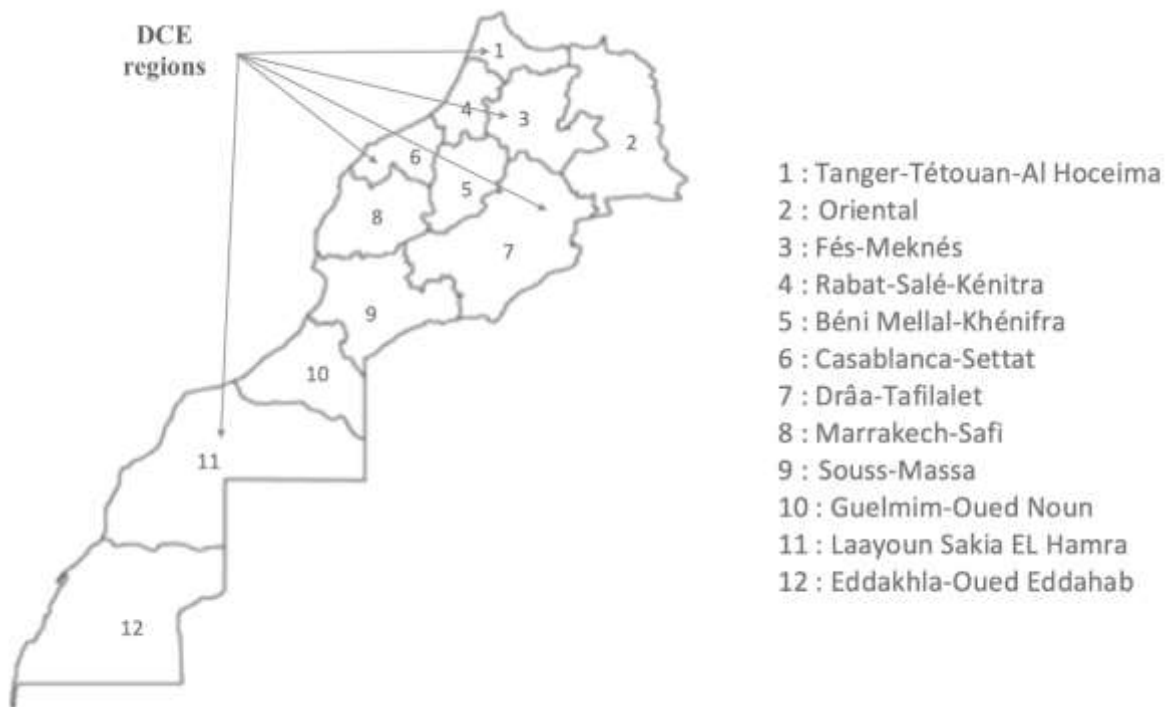 DCE
regions
1
2
3
4
5
6
7
8
9
10
11
12
1 : Tanger-Tétouan-Al Hoceima
2 : Oriental
3 : Fés-Meknés
4 : Rabat-Salé-Kénitra
5 : Béni Mellal-Khénifra
6 : Casablanca-Settat
7 : Drâa-Tafilalet
8 : Marrakech-Safi
9 : Souss-Massa
10 : Guelmim-Oued Noun
11 : Laayoun Sakia EL Hamra
12 : Eddakhla-Oued Eddahab